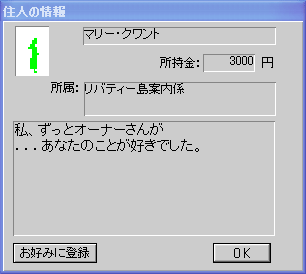 住人の情報
マリー・クワント
所持金: 3000 円
所属: リバティー島案内係
私、ずっとオーナーさんが
...あなたのことが好きでした。
お好みに登録 OK